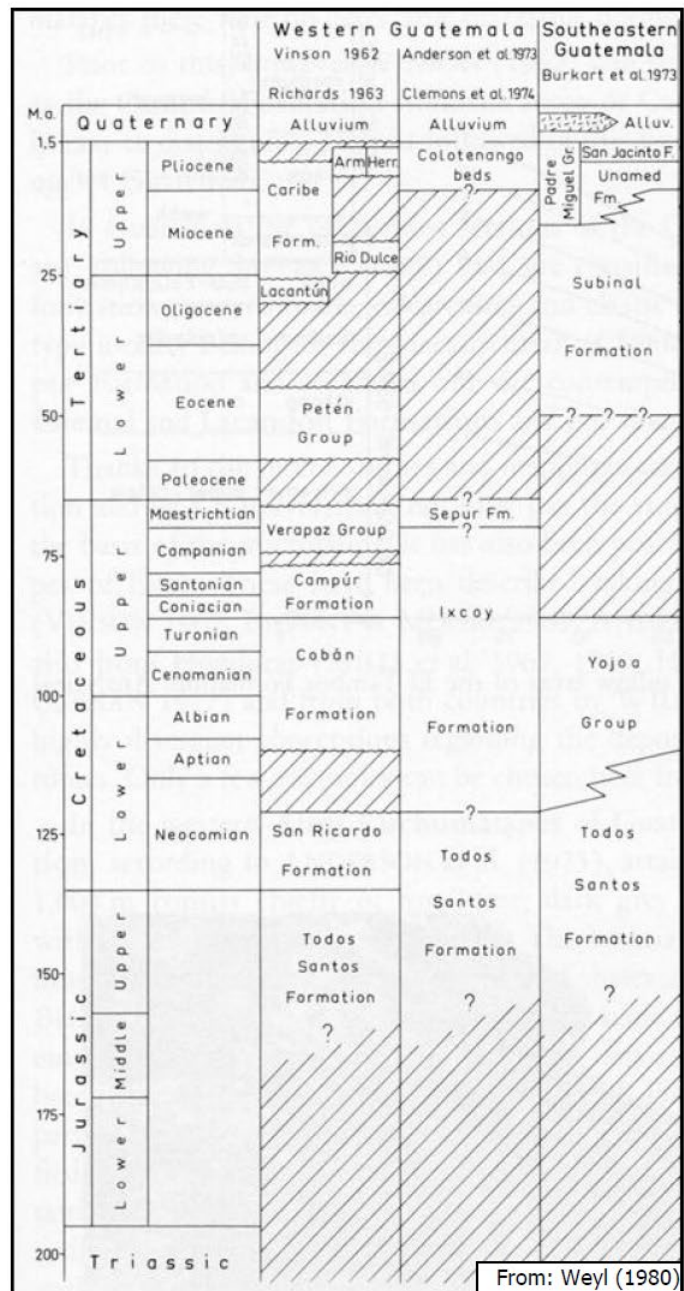 Western Guatemala
Southeastern
Guatemala
Vinson 1962
Anderson et al. 1973
Burkart et al. 1973
Richards 1963
Clemons et al. 1974
M.a.
Quaternary
Alluvium
Alluvium
Alluv.
1,5
Tertiary
Upper
Pliocene
Arm
Herr.
Colotenango
beds
?
Padre
Miguel Gr.
San Jacinto F.
Unamed
Fm.
Miocene
Caribe
Form.
Rio Dulce
25
Lower
Oligocene
Lacantún
Subinal
Formation
Eocene
Petén
Group
50
? ? ?
Paleocene
?
Cretaceous
Upper
Maestrichtian
Verapaz Group
Sepur Fm.
?
75
Campanian
Santonian
Campúr
Coniacian
Formation
Ixcoy
Turonian
Cobán
Yojoa
Cenomanian
100
Lower
Albian
Formation
Formation
Group
Aptian
?
125
Neocomian
San Ricardo
Formation
Todos
Santos
Formation
Todos
Santos
Formation
Jurassic
Upper
150
Todos
Santos
Formation
?
?
?
Middle
175
Lower
200
Triassic
From: Weyl (1980)